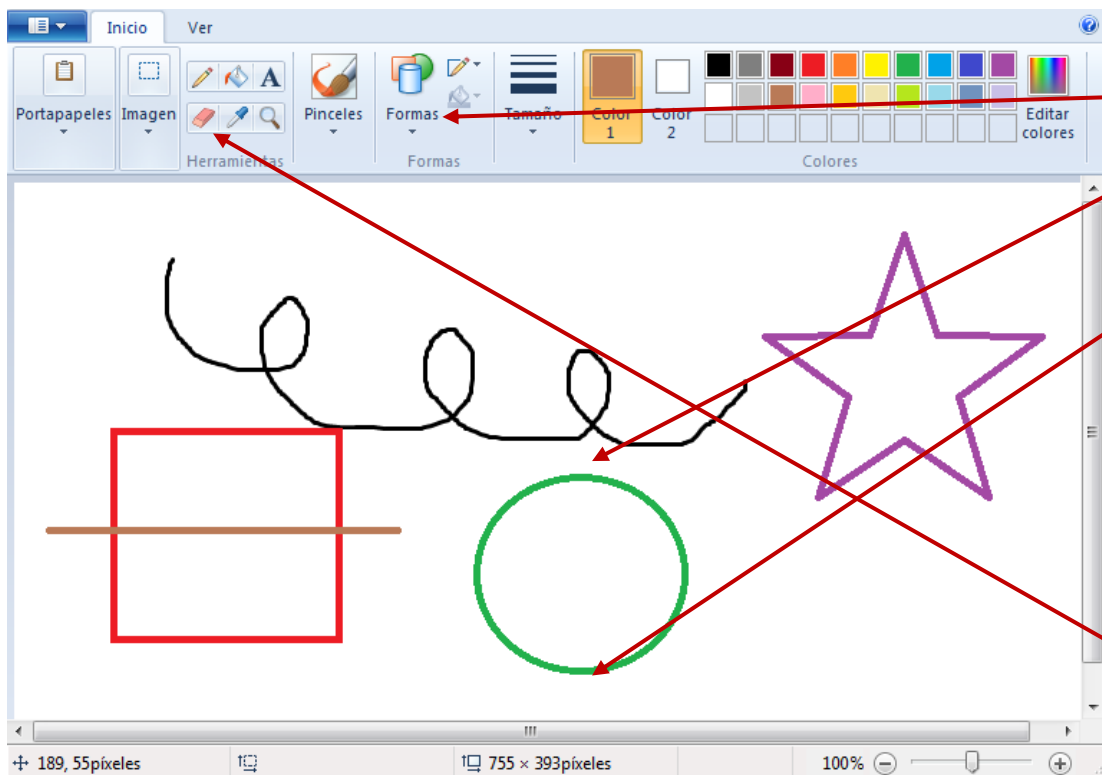 Inicio Ver
A
Portapapeles Imagen Pinceles Formas Tamaño Color 1 Color 2 Editar colores
Herramientas Formas Colores
189, 55píxeles 755 × 393píxeles 100%